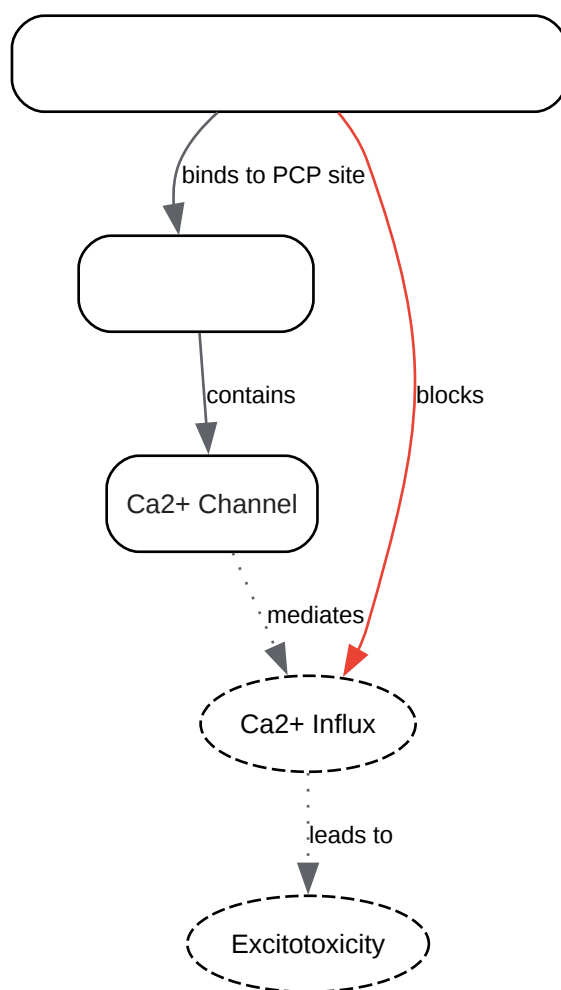 binds to PCP site
contains
blocks
Ca2+ Channel
mediates
Ca2+ Influx
leads to
Excitotoxicity